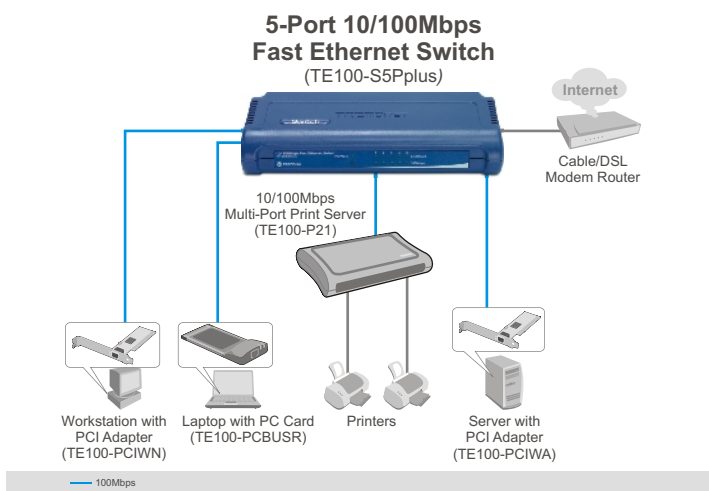 5-Port 10/100Mbps
Fast Ethernet Switch
(TE100-S5Pplus)
Internet
Switch
Cable/DSL
Modem Router
10/100Mbps
Multi-Port Print Server
(TE100-P21)
Workstation with
PCI Adapter
(TE100-PCIWN)
Laptop with PC Card
(TE100-PCBUSR)
Printers
Server with
PCI Adapter
(TE100-PCIWA)
100Mbps